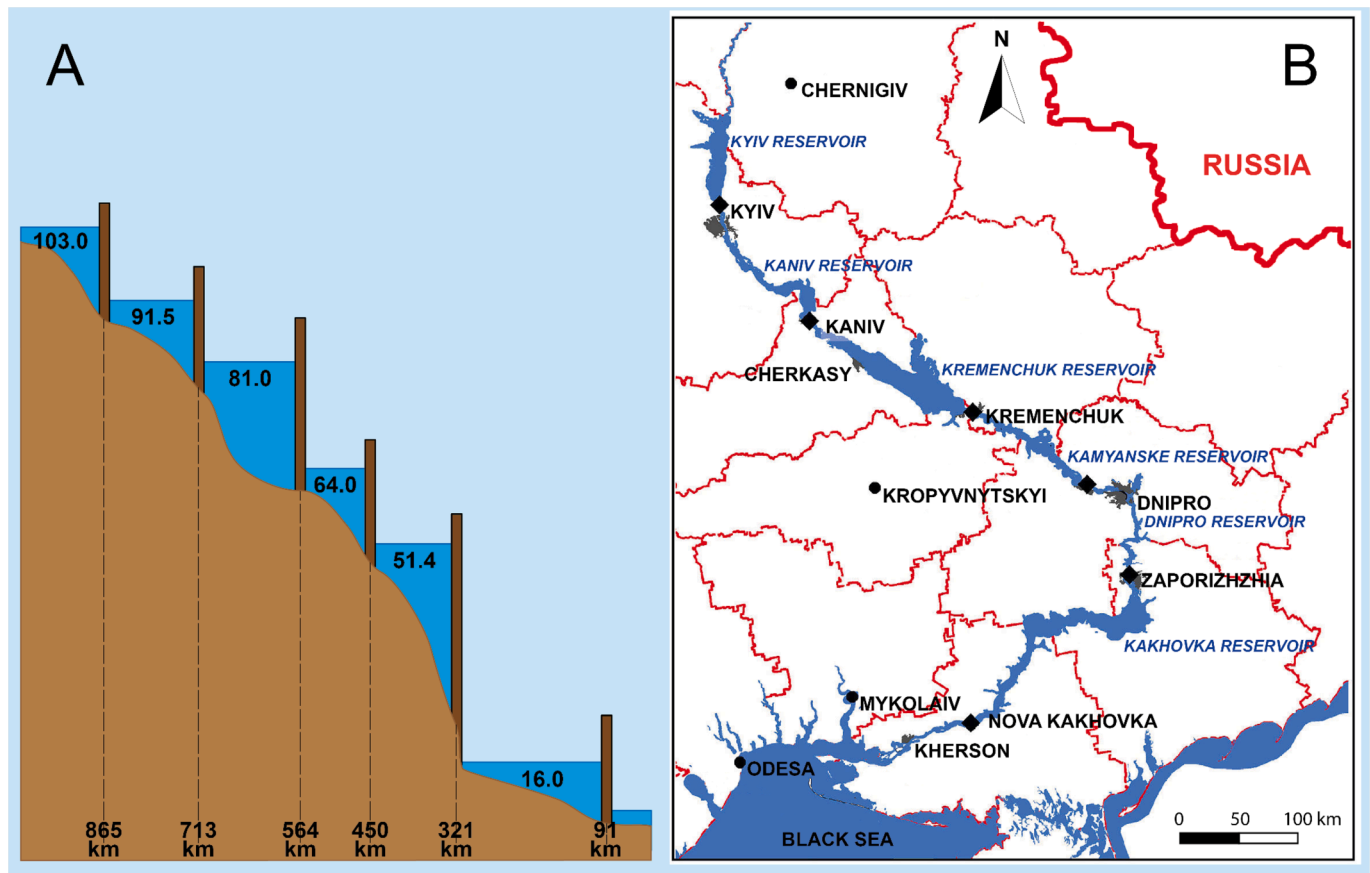 A
103.0
91.5
81.0
64.0
51.4
16.0
865
km
713
km
564
km
450
km
321
km
91
km
B
N
CHERNIGIV
KYIV RESERVOIR
RUSSIA
KYIV
KANIV RESERVOIR
KANIV
CHERKASY
KREMENCHUK RESERVOIR
KREMENCHUK
KAMYANSKE RESERVOIR
KROPYVNYTSKYI
DNIPRO
DNIPRO RESERVOIR
ZAPORIZHZHIA
KAKHOVKA RESERVOIR
MYKOLAIV
NOVA KAKHOVKA
KHERSON
ODESA
BLACK SEA
0 50 100 km